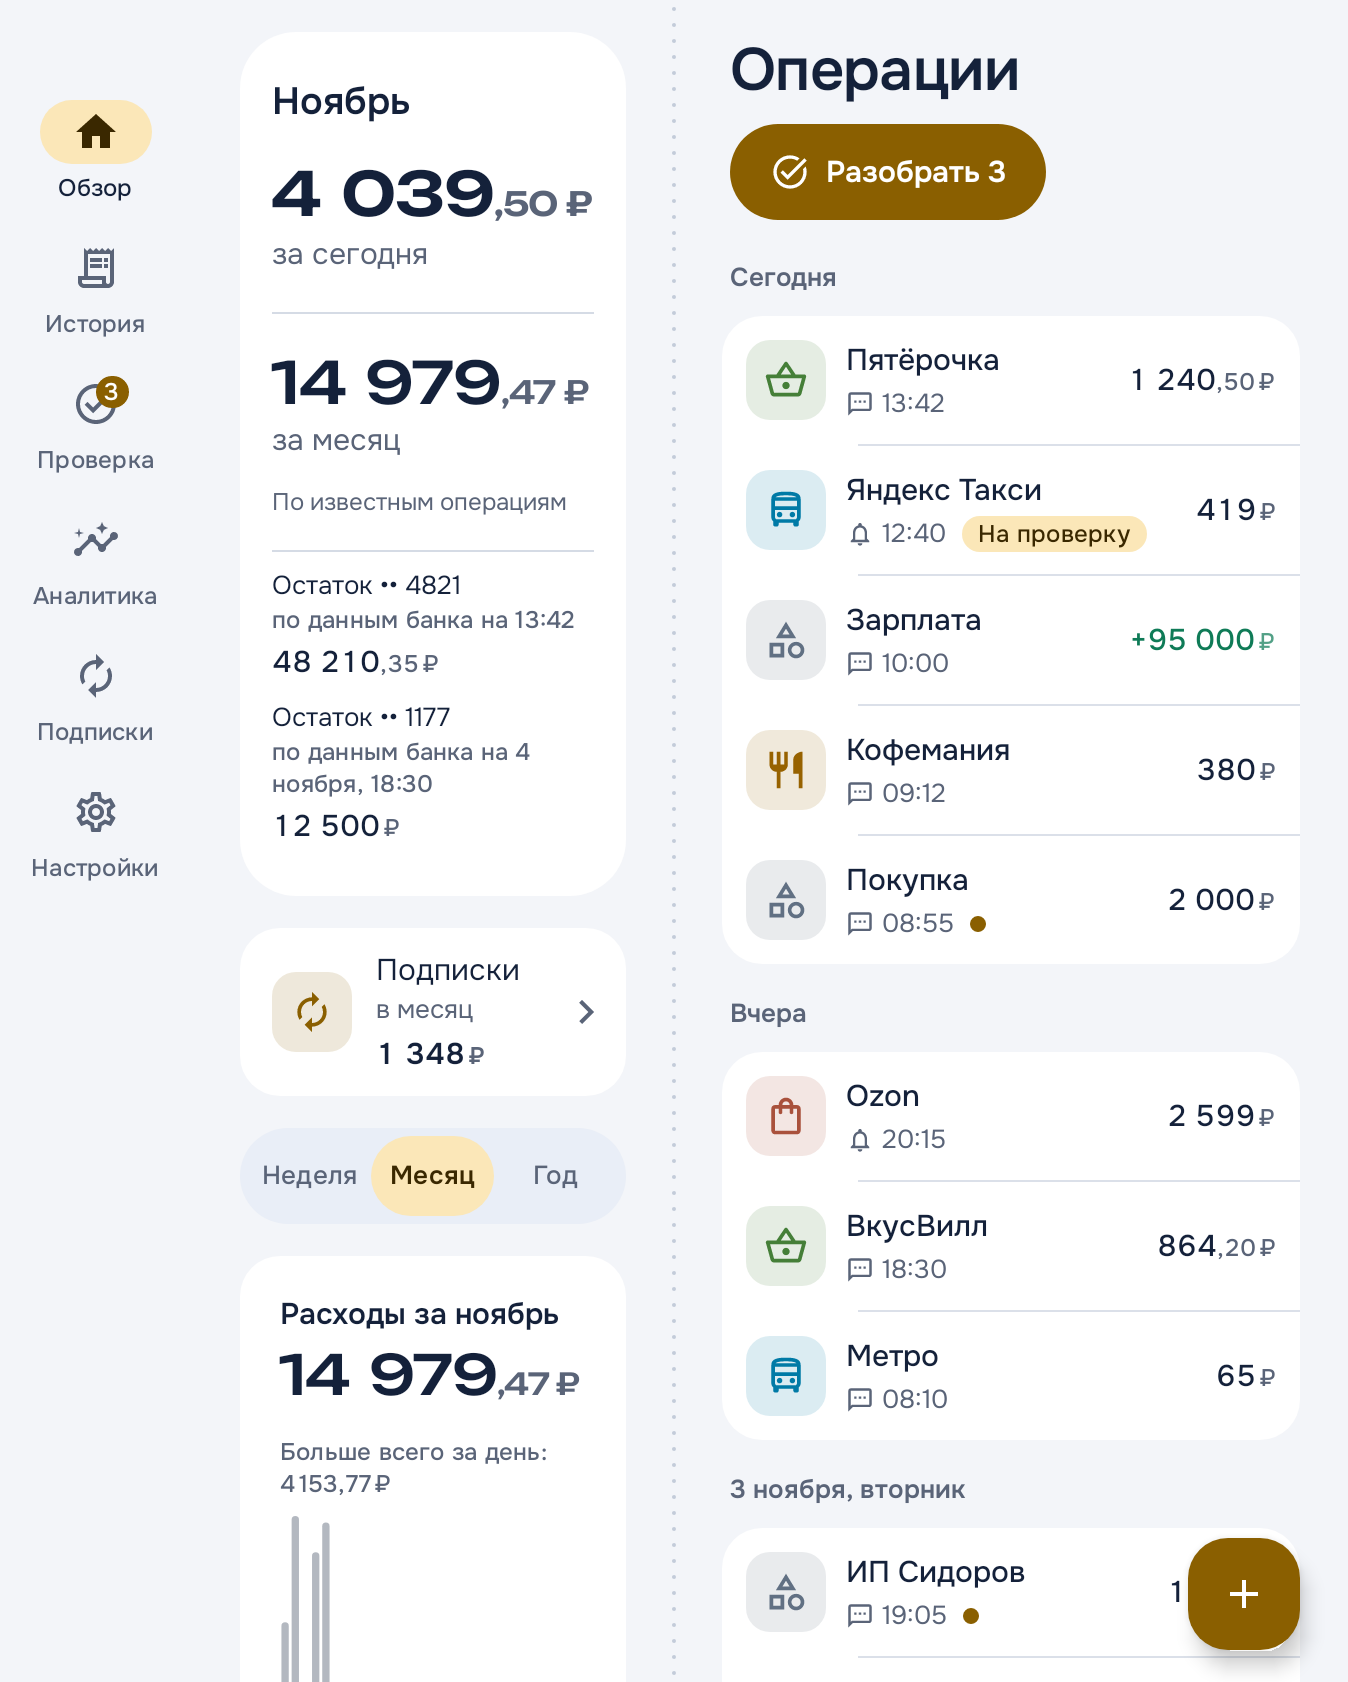 Обзор
История
3
Проверка
Аналитика
Подписки
Настройки
Ноябрь
4 039,50 ₽
за сегодня
14 979,47 ₽
за месяц
По известным операциям
Остаток •• 4821
по данным банка на 13:42
48 210,35 ₽
Остаток •• 1177
по данным банка на 4
ноября, 18:30
12 500 ₽
Подписки
в месяц
1 348 ₽
Неделя Месяц Год
Расходы за ноябрь
14 979,47 ₽
Больше всего за день:
4 153,77 ₽
Операции
Разобрать 3
Сегодня
Пятёрочка
13:42
1 240,50 ₽
Яндекс Такси
12:40 На проверку
419 ₽
Зарплата
10:00
+95 000 ₽
Кофемания
09:12
380 ₽
Покупка
08:55
2 000 ₽
Вчера
Ozon
20:15
2 599 ₽
ВкусВилл
18:30
864,20 ₽
Метро
08:10
65 ₽
3 ноября, вторник
ИП Сидоров
19:05
1